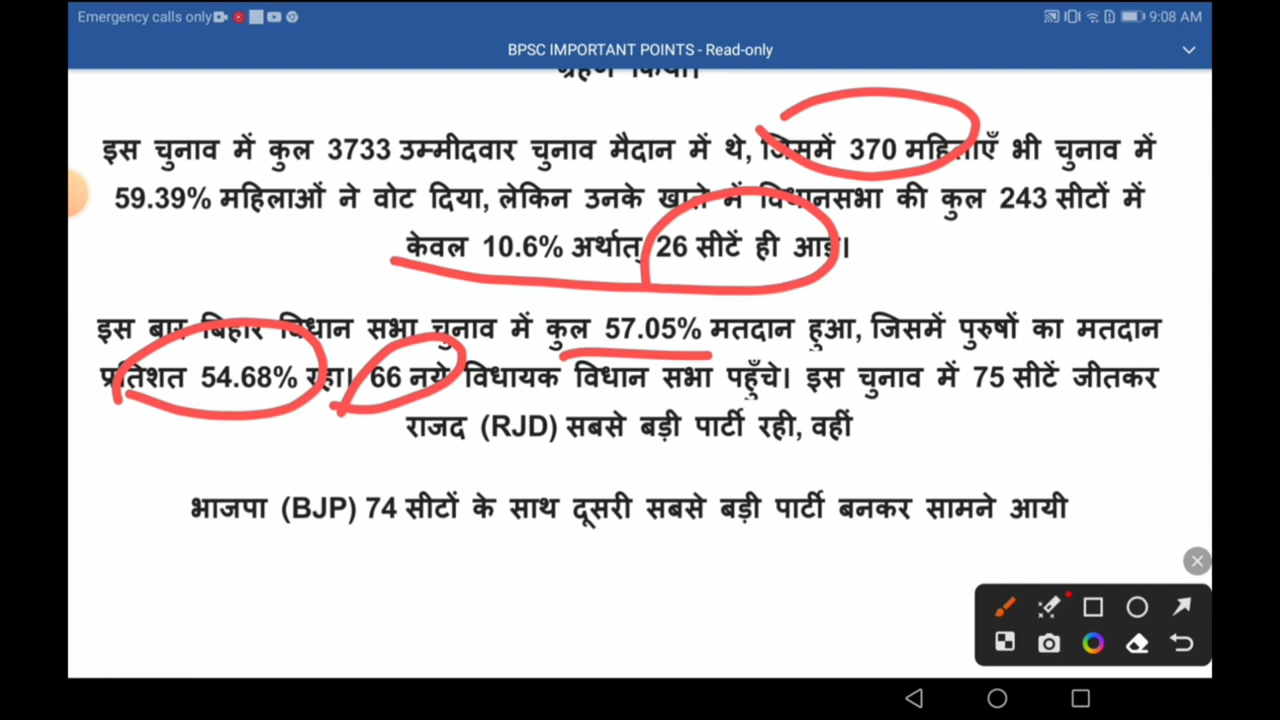 Emergency calls only
9:08 AM
BPSC IMPORTANT POINTS - Read-only
ग्रहण किया।
इस चुनाव में कुल 3733 उम्मीदवार चुनाव मैदान में थे, जिसमें 370 महिलाएँ भी चुनाव में
59.39% महिलाओं ने वोट दिया, लेकिन उनके खाते में विधानसभा की कुल 243 सीटों में
केवल 10.6% अर्थात् 26 सीटें ही आई।
इस बार बिहार विधान सभा चुनाव में कुल 57.05% मतदान हुआ, जिसमें पुरुषों का मतदान
प्रतिशत 54.68% रहा। 66 नये विधायक विधान सभा पहुँचे। इस चुनाव में 75 सीटें जीतकर
राजद (RJD) सबसे बड़ी पार्टी रही, वहीं
भाजपा (BJP) 74 सीटों के साथ दूसरी सबसे बड़ी पार्टी बनकर सामने आयी